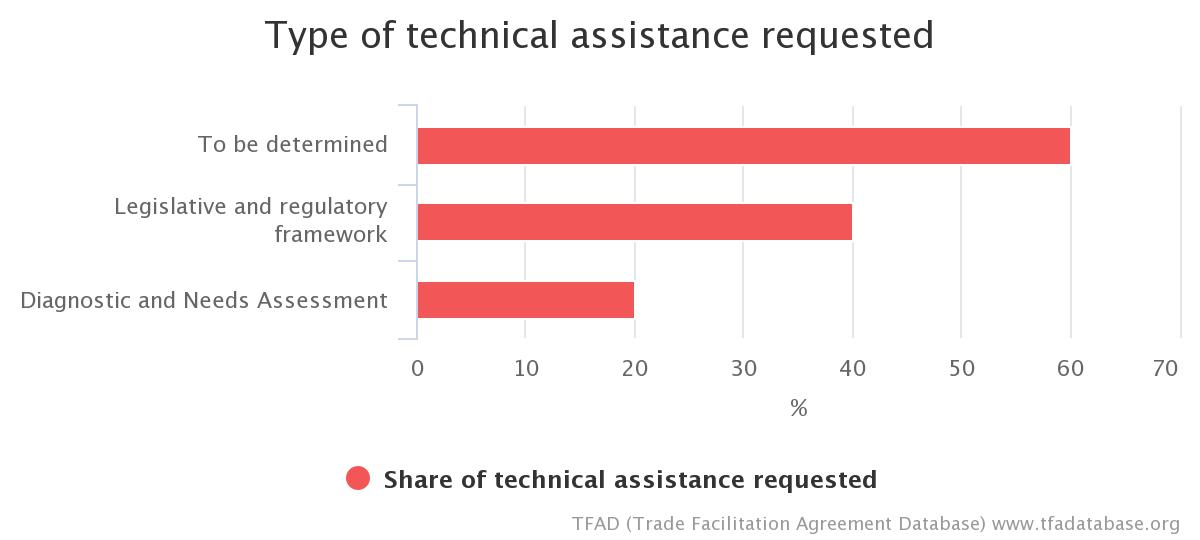 Type of technical assistance requested
To be determined
Legislative and regulatory
framework
Diagnostic and Needs Assessment
0 10 20 30 40 50 60 70
%
Share of technical assistance requested
TFAD (Trade Facilitation Agreement Database) www.tfadatabase.org